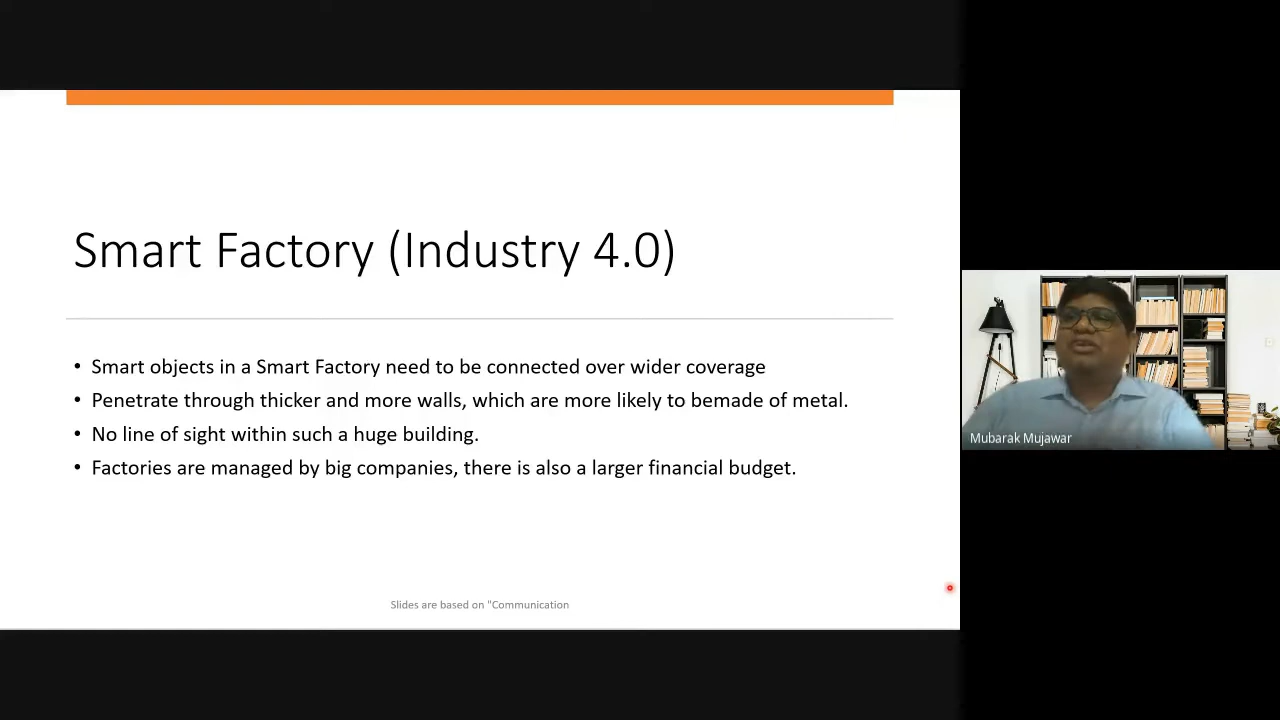 Smart Factory (Industry 4.0)
• Smart objects in a Smart Factory need to be connected over wider coverage
• Penetrate through thicker and more walls, which are more likely to bemade of metal.
• No line of sight within such a huge building.
• Factories are managed by big companies, there is also a larger financial budget.
Slides are based on "Communication
Mubarak Mujawar